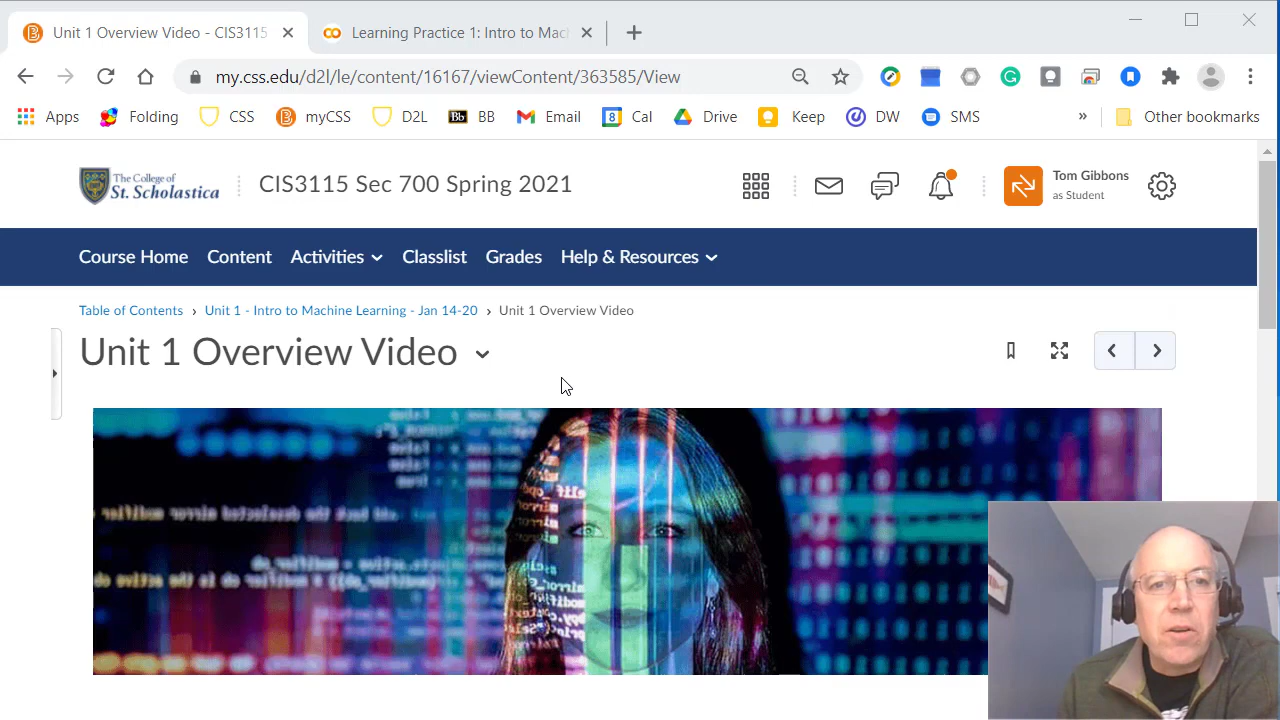 Unit 1 Overview Video - CIS3115
Learning Practice 1: Intro to Mac
my.css.edu/d2l/le/content/16167/viewContent/363585/View
Apps Folding CSS myCSS D2L Bb BB Email 8 Cal Drive Keep DW SMS » Other bookmarks
The College of
St. Scholastica
CIS3115 Sec 700 Spring 2021
Tom Gibbons
as Student
Course Home Content Activities Classlist Grades Help & Resources
Table of Contents › Unit 1 - Intro to Machine Learning - Jan 14-20 › Unit 1 Overview Video
Unit 1 Overview Video